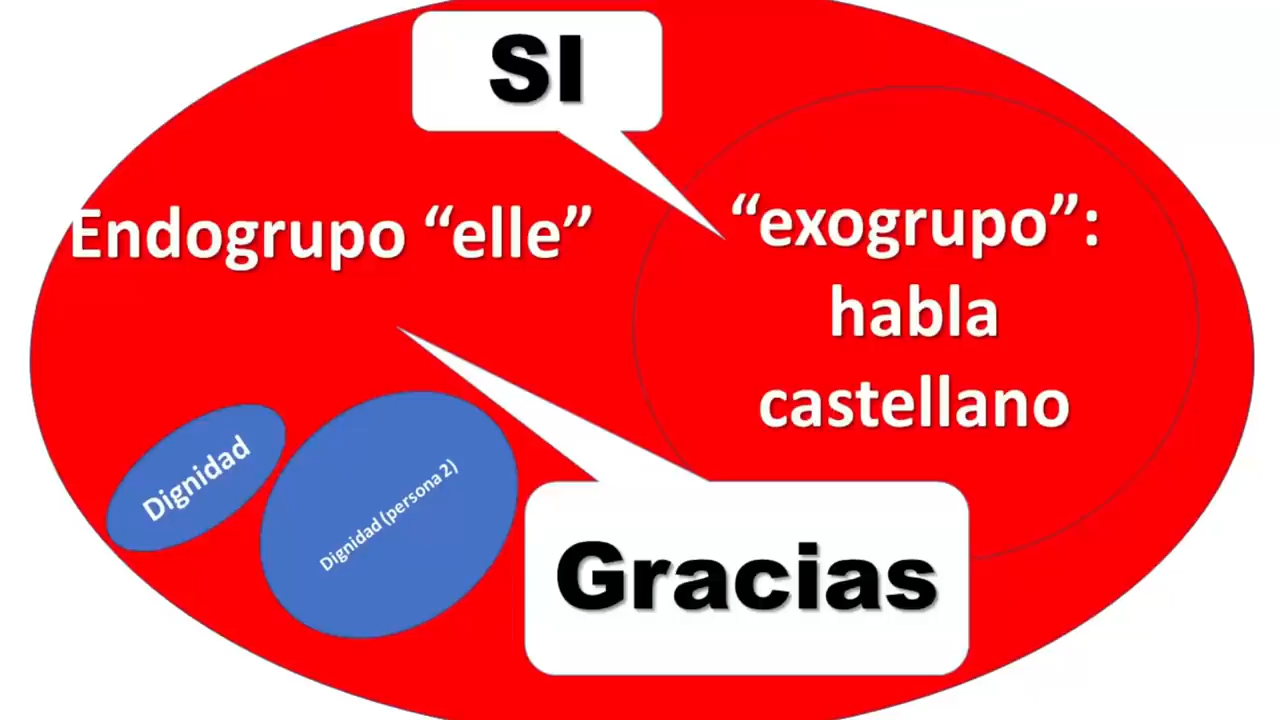 SI
Endogrupo “elle”
“exogrupo”:
habla
castellano
Dignidad
Dignidad (persona 2)
Gracias